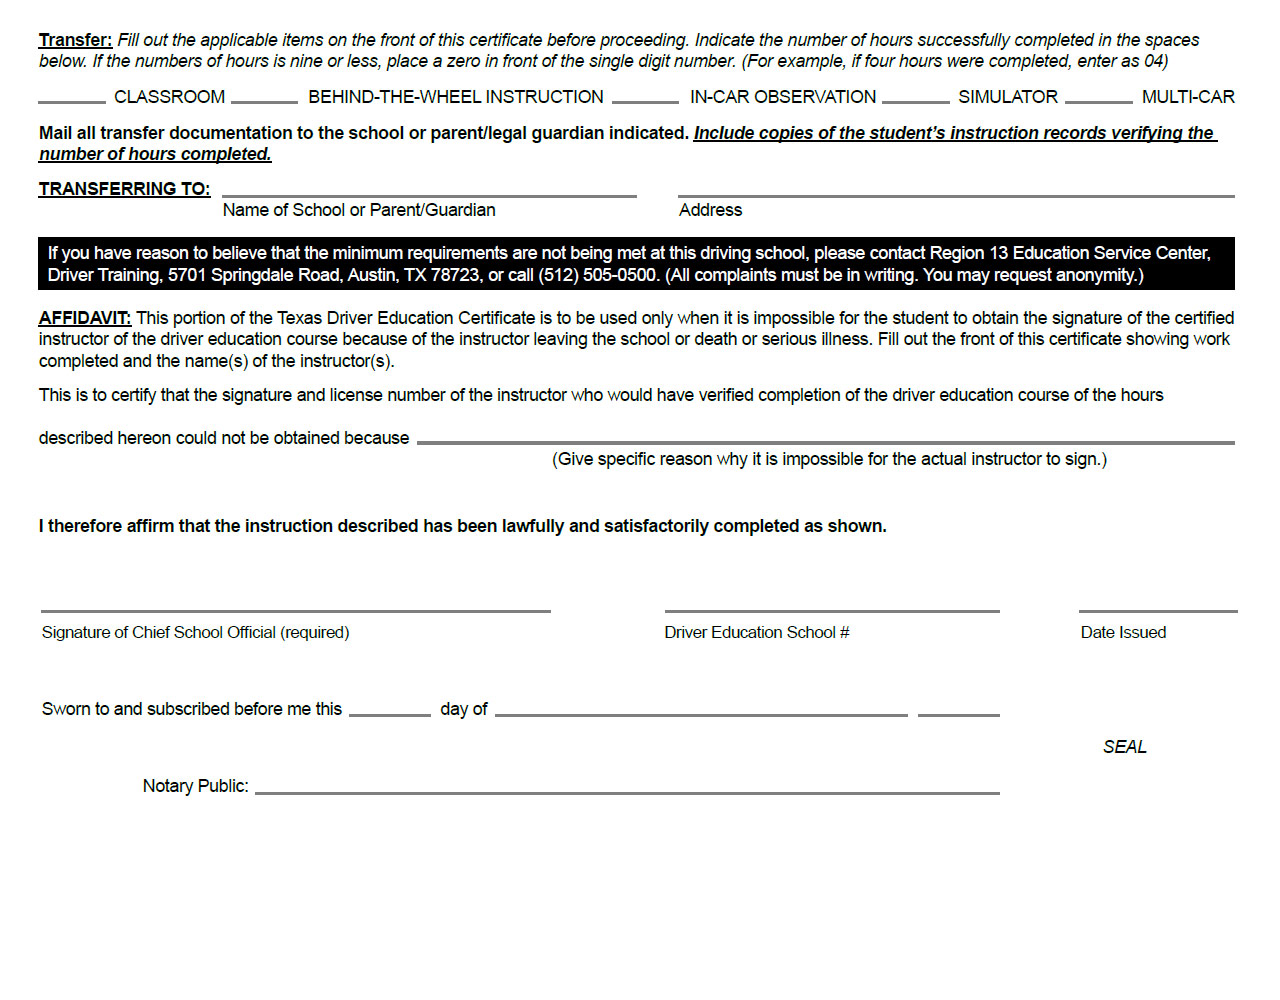 Transfer: Fill out the applicable items on the front of this certificate before proceeding. Indicate the number of hours successfully completed in the spaces
below. If the numbers of hours is nine or less, place a zero in front of the single digit number. (For example, if four hours were completed, enter as 04)
CLASSROOM BEHIND-THE-WHEEL INSTRUCTION IN-CAR OBSERVATION SIMULATOR MULTI-CAR
Mail all transfer documentation to the school or parent/legal guardian indicated. Include copies of the student's instruction records verifying the
number of hours completed.
TRANSFERRING TO:
Name of School or Parent/Guardian Address
If you have reason to believe that the minimum requirements are not being met at this driving school, please contact Region 13 Education Service Center,
Driver Training, 5701 Springdale Road, Austin, TX 78723, or call (512) 505-0500. (All complaints must be in writing. You may request anonymity.)
AFFIDAVIT: This portion of the Texas Driver Education Certificate is to be used only when it is impossible for the student to obtain the signature of the certified
instructor of the driver education course because of the instructor leaving the school or death or serious illness. Fill out the front of this certificate showing work
completed and the name(s) of the instructor(s).
This is to certify that the signature and license number of the instructor who would have verified completion of the driver education course of the hours
described hereon could not be obtained because
(Give specific reason why it is impossible for the actual instructor to sign.)
I therefore affirm that the instruction described has been lawfully and satisfactorily completed as shown.
Signature of Chief School Official (required) Driver Education School # Date Issued
Sworn to and subscribed before me this day of
SEAL
Notary Public: